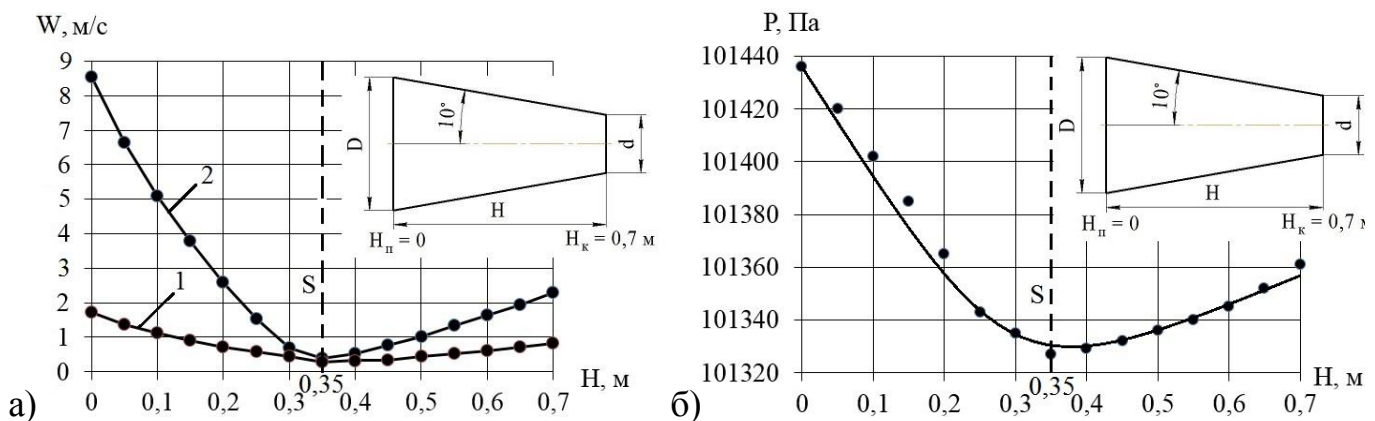 W, м/с
9
8
7
6
5
4
3
2
1
0
2
1
S
D
10°
d
H
Hп = 0
Hк = 0,7 м
0,35
H, м
0 0,1 0,2 0,3 0,4 0,5 0,6 0,7
а)
P, Па
101440
101420
101400
101380
101360
101340
101320
S
D
10°
d
H
Hп = 0
Hк = 0,7 м
0,35
H, м
0 0,1 0,2 0,3 0,4 0,5 0,6 0,7
б)